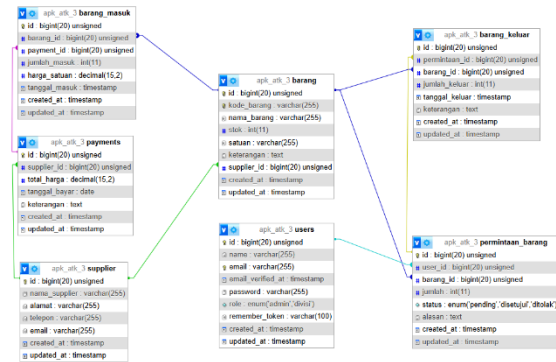 apk_atk_3 barang_masuk
id : bigint(20) unsigned
barang_id : bigint(20) unsigned
payment_id : bigint(20) unsigned
jumlah_masuk : int(11)
harga_satuan : decimal(15,2)
tanggal_masuk : timestamp
created_at : timestamp
updated_at : timestamp
apk_atk_3 payments
id : bigint(20) unsigned
supplier_id : bigint(20) unsigned
total_harga : decimal(15,2)
tanggal_bayar : date
keterangan : text
created_at : timestamp
updated_at : timestamp
apk_atk_3 supplier
id : bigint(20) unsigned
nama_supplier : varchar(255)
alamat : varchar(255)
telepon : varchar(255)
email : varchar(255)
created_at : timestamp
updated_at : timestamp
apk_atk_3 barang
id : bigint(20) unsigned
kode_barang : varchar(255)
nama_barang : varchar(255)
stok : int(11)
satuan : varchar(255)
keterangan : text
supplier_id : bigint(20) unsigned
created_at : timestamp
updated_at : timestamp
apk_atk_3 users
id : bigint(20) unsigned
name : varchar(255)
email : varchar(255)
email_verified_at : timestamp
password : varchar(255)
role : enum('admin','divisi')
remember_token : varchar(100)
created_at : timestamp
updated_at : timestamp
apk_atk_3 barang_keluar
id : bigint(20) unsigned
permintaan_id : bigint(20) unsigned
barang_id : bigint(20) unsigned
jumlah_keluar : int(11)
tanggal_keluar : timestamp
keterangan : text
created_at : timestamp
updated_at : timestamp
apk_atk_3 permintaan_barang
id : bigint(20) unsigned
user_id : bigint(20) unsigned
barang_id : bigint(20) unsigned
jumlah : int(11)
status : enum('pending','disetujui','ditolak')
alasan : text
created_at : timestamp
updated_at : timestamp